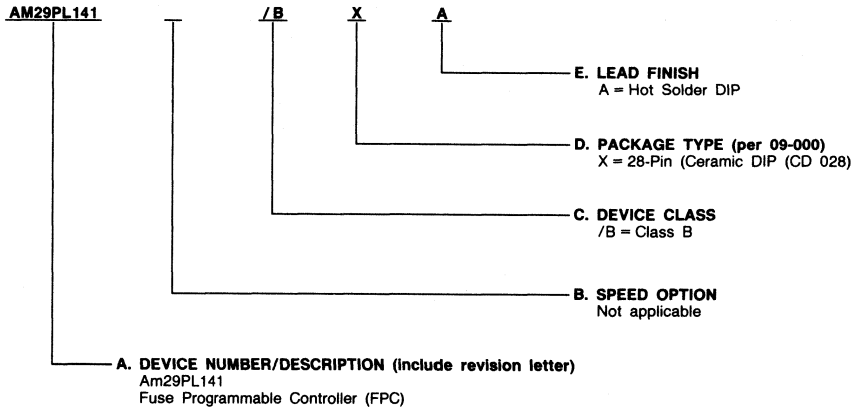 AM29PL141 _ /B X A
E. LEAD FINISH
A = Hot Solder DIP
D. PACKAGE TYPE (per 09-000)
X = 28-Pin (Ceramic DIP (CD 028)
C. DEVICE CLASS
/B = Class B
B. SPEED OPTION
Not applicable
A. DEVICE NUMBER/DESCRIPTION (include revision letter)
Am29PL141
Fuse Programmable Controller (FPC)